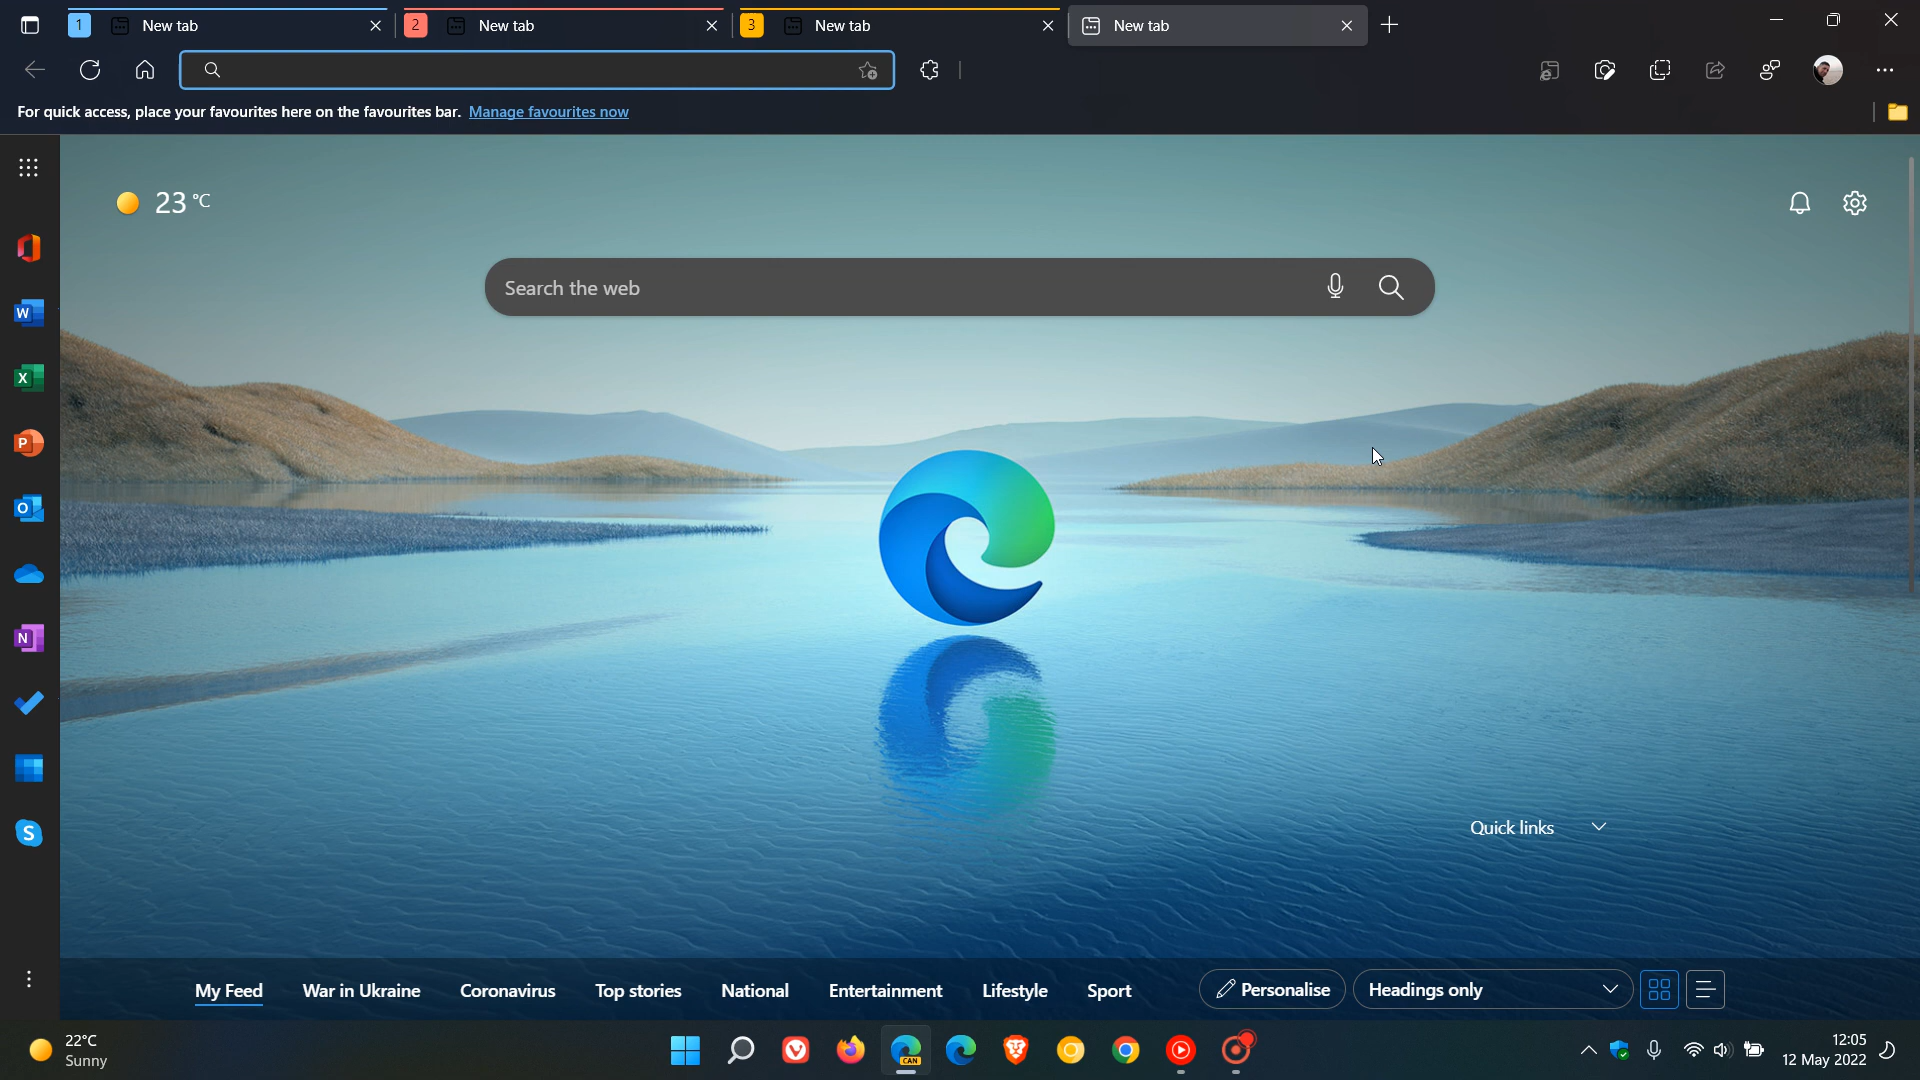 1 New tab
2 New tab
3 New tab
New tab
For quick access, place your favourites here on the favourites bar. Manage favourites now
23 °C
Search the web
W
X
P
O
N
S
Quick links
My Feed War in Ukraine Coronavirus Top stories National Entertainment Lifestyle Sport Personalise Headings only
22°C
Sunny
CAN
12:05
12 May 2022